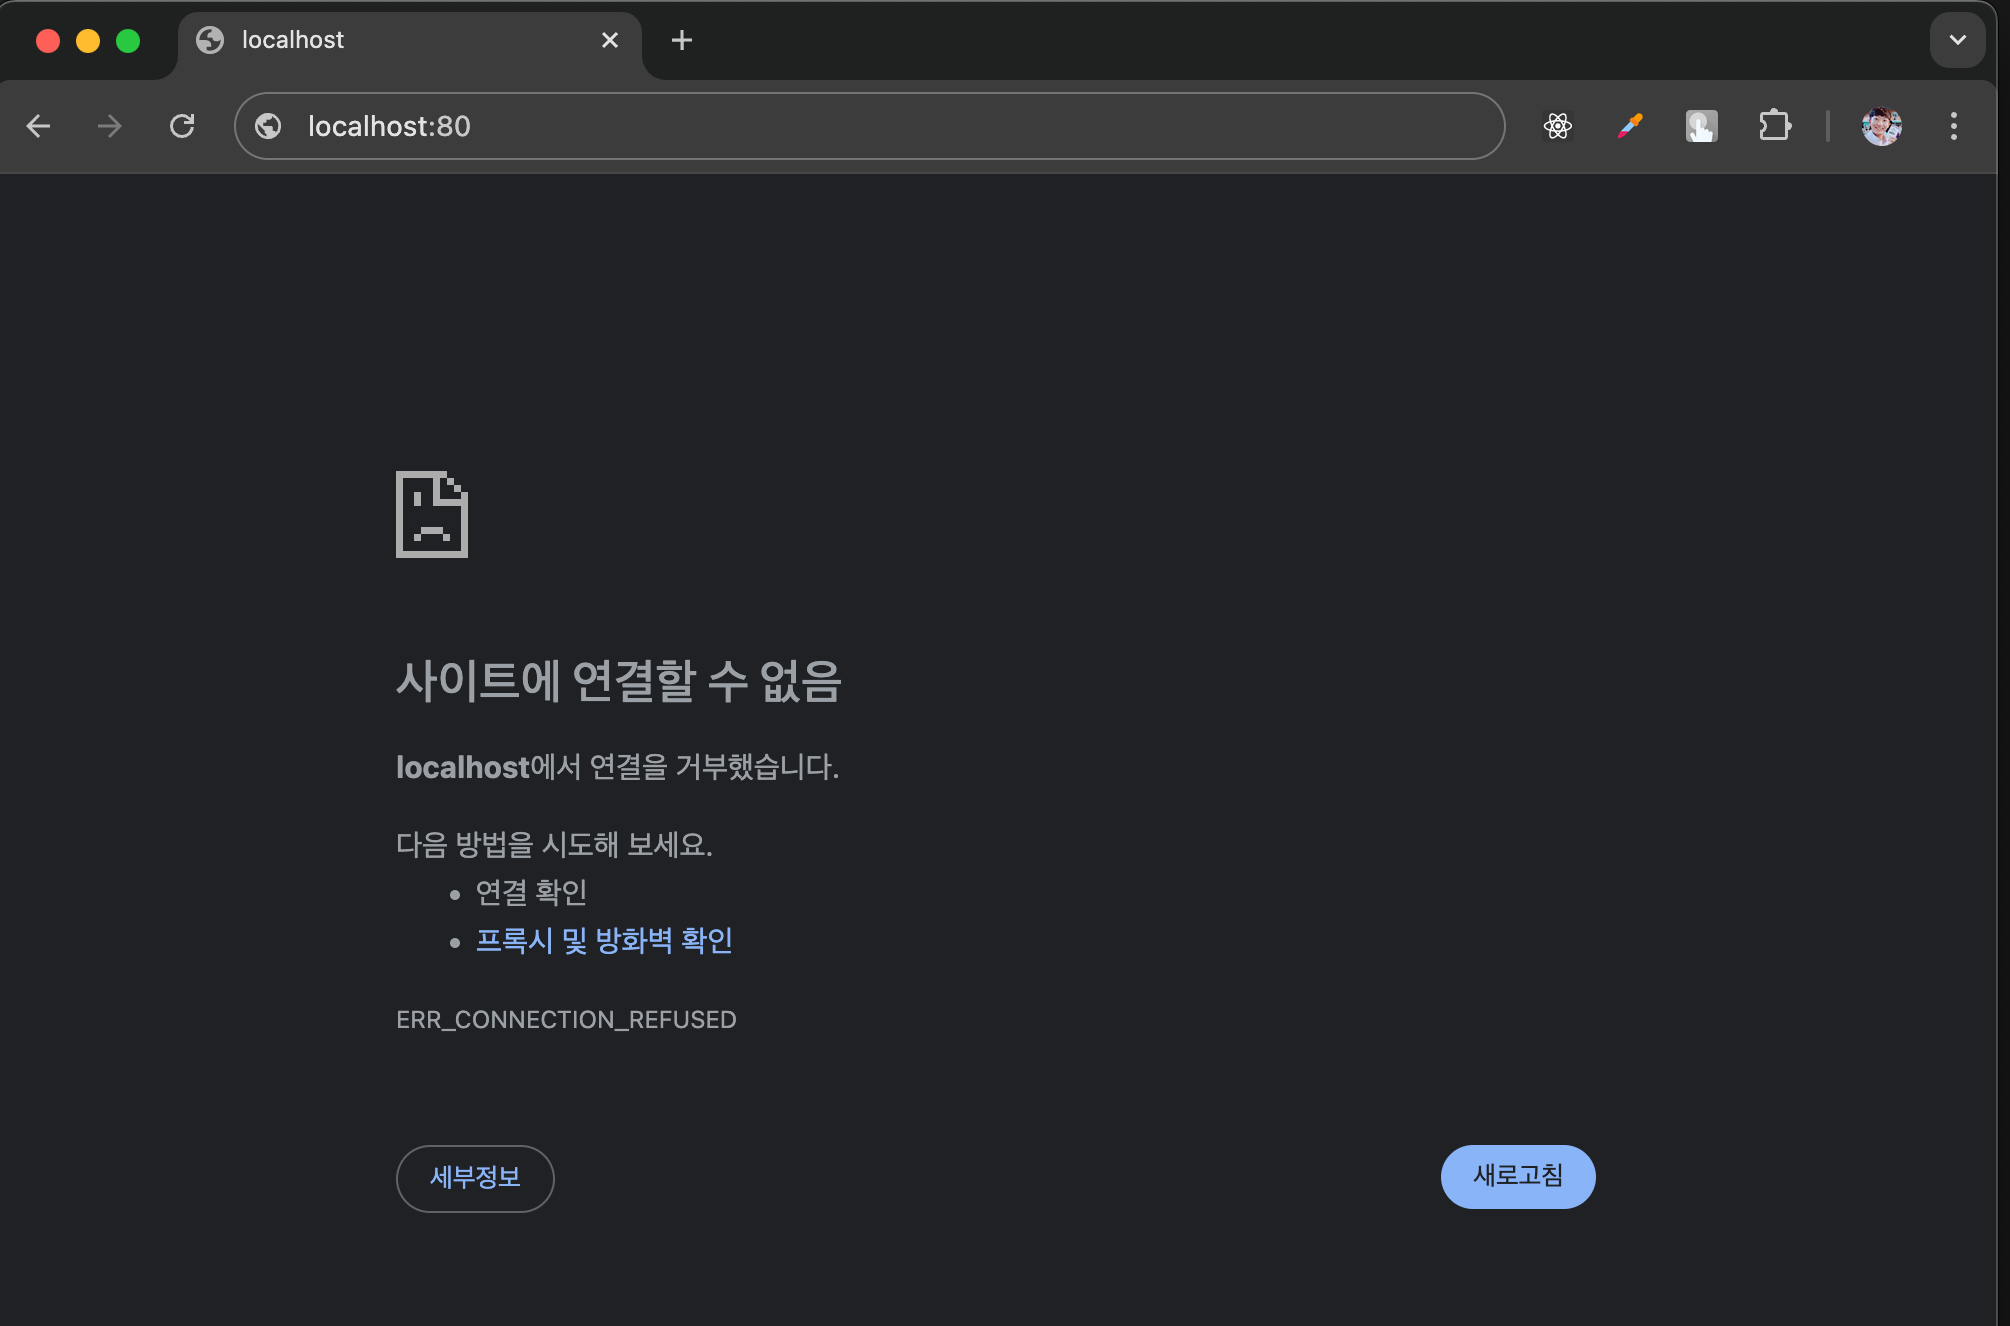 localhost
localhost:80
사이트에 연결할 수 없음
localhost에서 연결을 거부했습니다.
다음 방법을 시도해 보세요.
연결 확인
프록시 및 방화벽 확인
ERR_CONNECTION_REFUSED
세부정보
새로고침